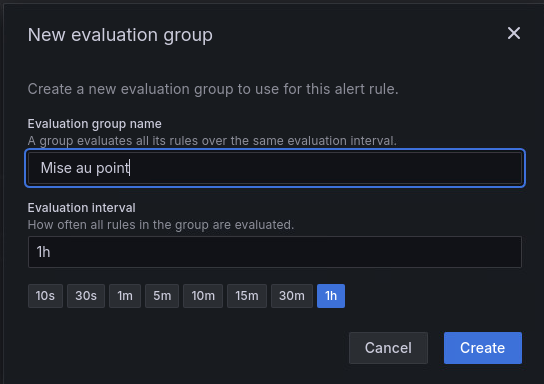 New evaluation group
Create a new evaluation group to use for this alert rule.
Evaluation group name
A group evaluates all its rules over the same evaluation interval.
Mise au point
Evaluation interval
How often all rules in the group are evaluated.
1h
10s 30s 1m 5m 10m 15m 30m 1h
Cancel Create